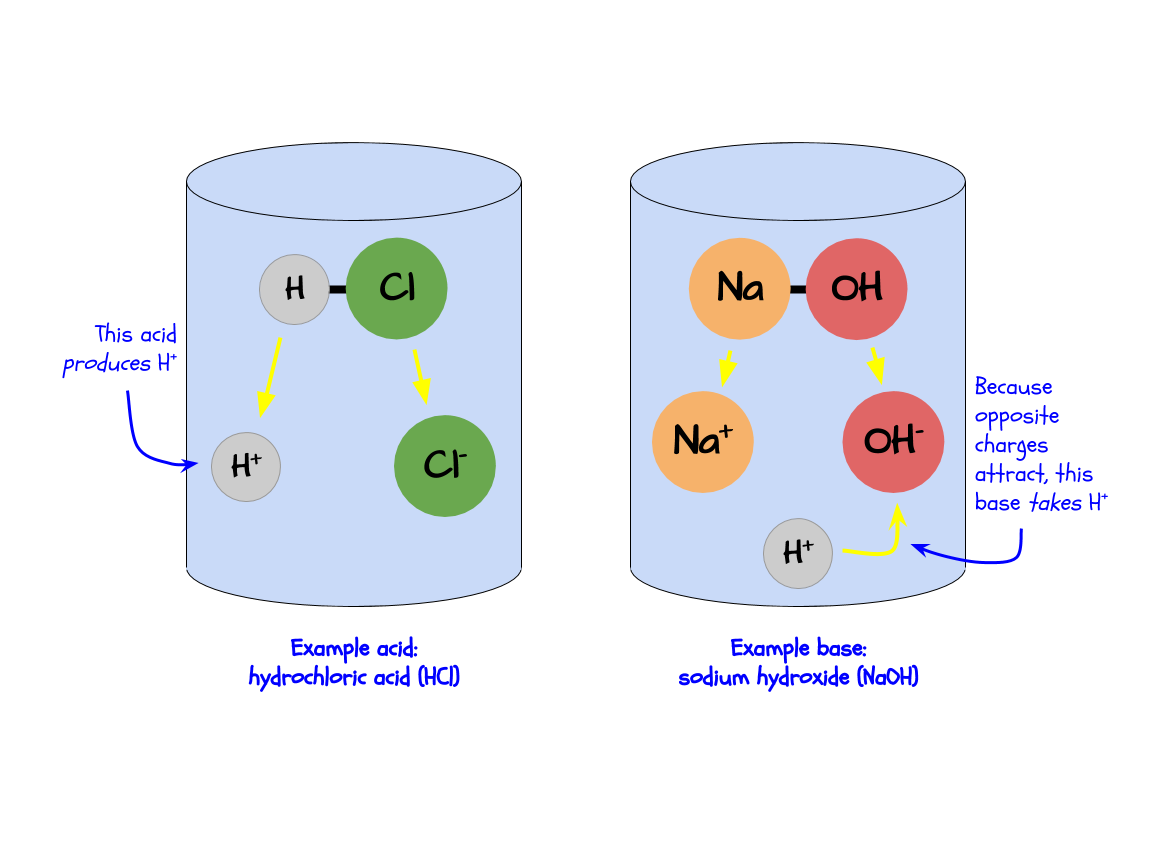 H
Cl
This acid
produces H⁺
H⁺
Cl⁻
Example acid:
hydrochloric acid (HCl)
Na
OH
Na⁺
OH⁻
Because
opposite
charges
attract, this
base takes H⁺
H⁺
Example base:
sodium hydroxide (NaOH)